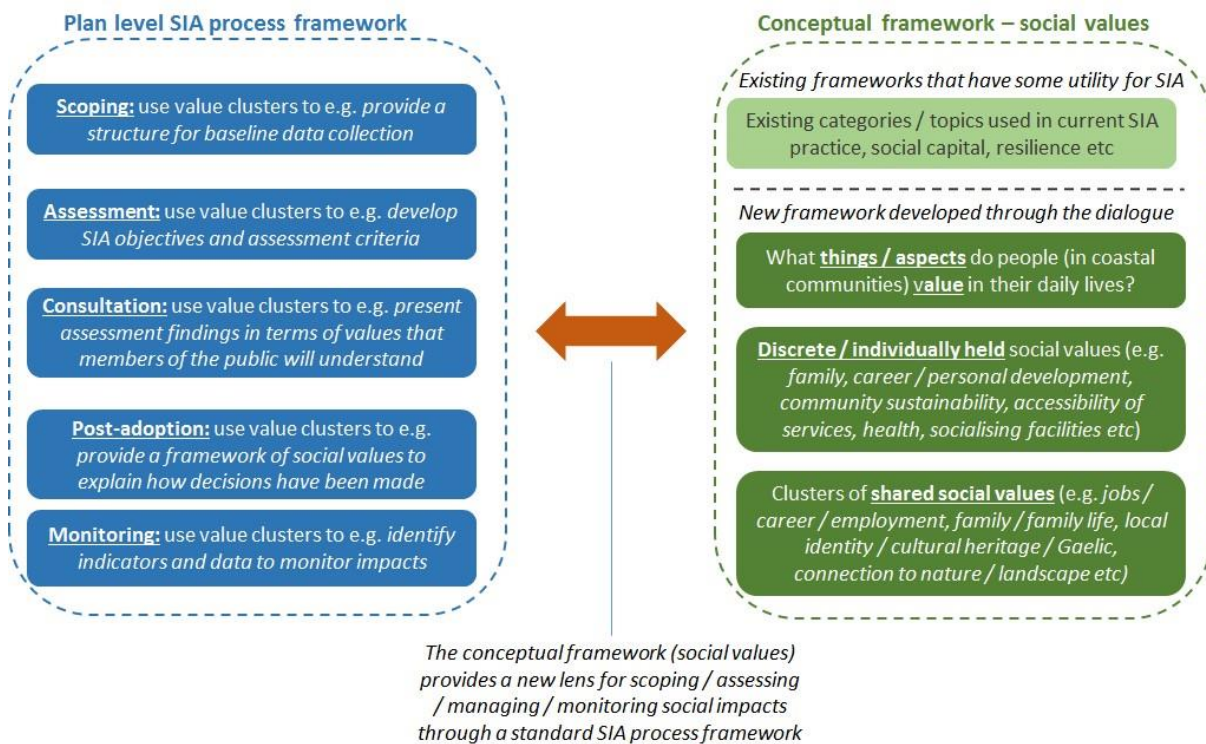 Plan level SIA process framework
Scoping: use value clusters to e.g. provide a
structure for baseline data collection
Assessment: use value clusters to e.g. develop
SIA objectives and assessment criteria
Consultation: use value clusters to e.g. present
assessment findings in terms of values that
members of the public will understand
Post-adoption: use value clusters to e.g.
provide a framework of social values to
explain how decisions have been made
Monitoring: use value clusters to e.g. identify
indicators and data to monitor impacts
Conceptual framework – social values
Existing frameworks that have some utility for SIA
Existing categories / topics used in current SIA
practice, social capital, resilience etc
New framework developed through the dialogue
What things / aspects do people (in coastal
communities) value in their daily lives?
Discrete / individually held social values (e.g.
family, career / personal development,
community sustainability, accessibility of
services, health, socialising facilities etc)
Clusters of shared social values (e.g. jobs /
career / employment, family / family life, local
identity / cultural heritage / Gaelic,
connection to nature / landscape etc)
The conceptual framework (social values)
provides a new lens for scoping / assessing
/ managing / monitoring social impacts
through a standard SIA process framework